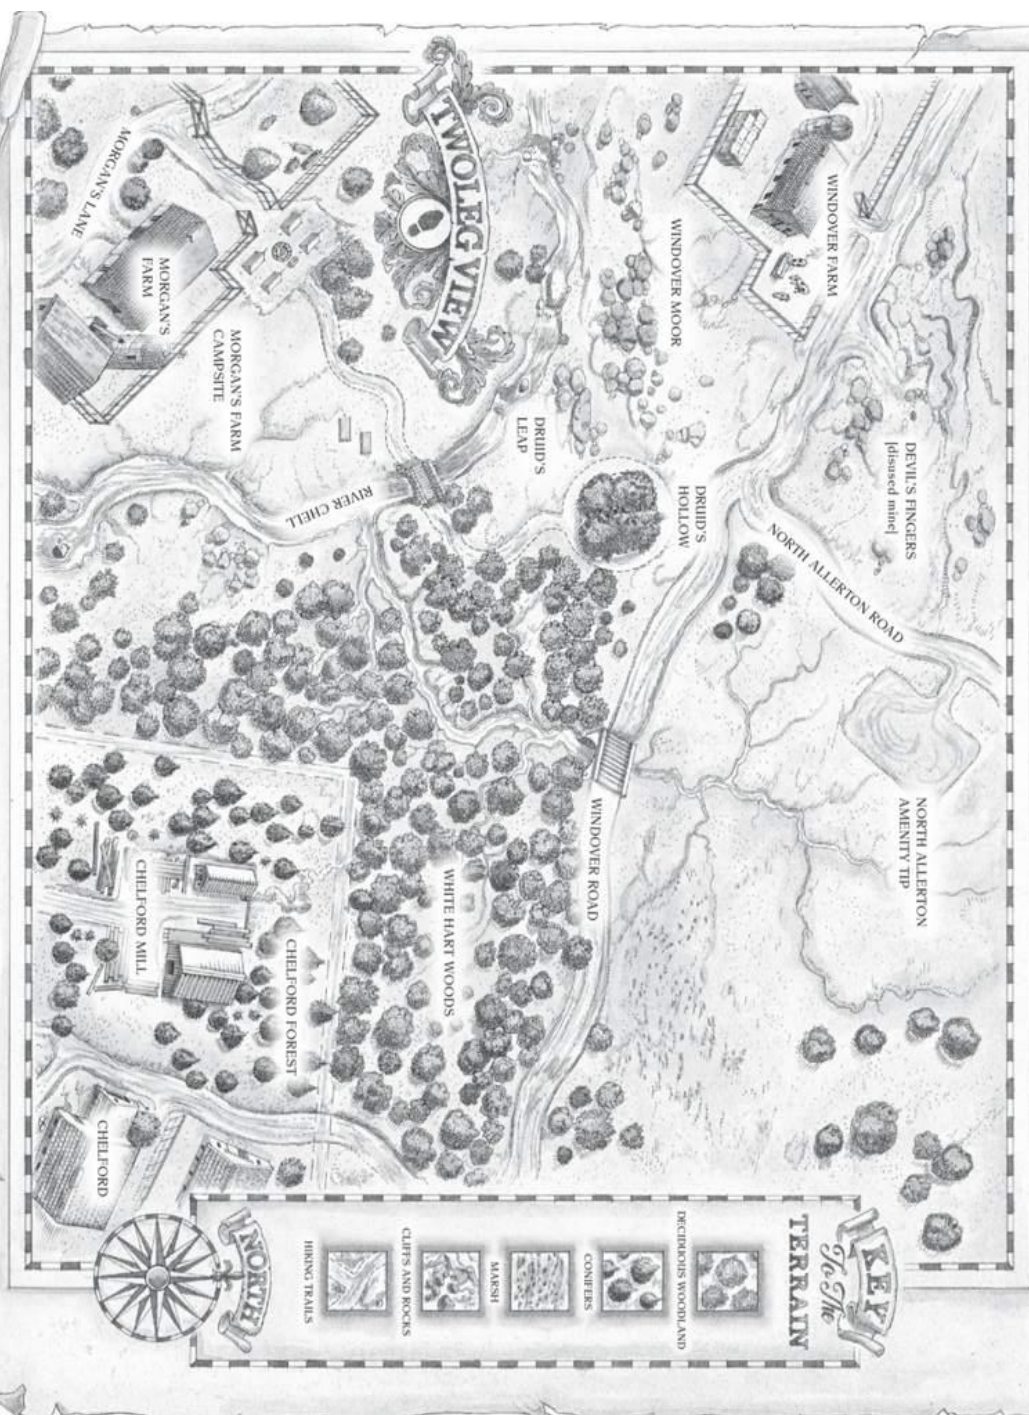 TWOLEG VIEW
WINDOVER FARM
WINDOVER MOOR
DEVIL'S FINGERS
[disused mine]
NORTH ALLERTON ROAD
NORTH ALLERTON
AMENITY TIP
DRUID'S
HOLLOW
DRUID'S
LEAP
MORGAN'S LANE
MORGAN'S
FARM
MORGAN'S FARM
CAMPSITE
RIVER CHELL
WINDOVER ROAD
WHITE HART WOODS
CHELFORD FOREST
CHELFORD MILL
CHELFORD
KEY
To The
TERRAIN
DECIDUOUS WOODLAND
CONIFERS
MARSH
CLIFFS AND ROCKS
HIKING TRAILS
NORTH